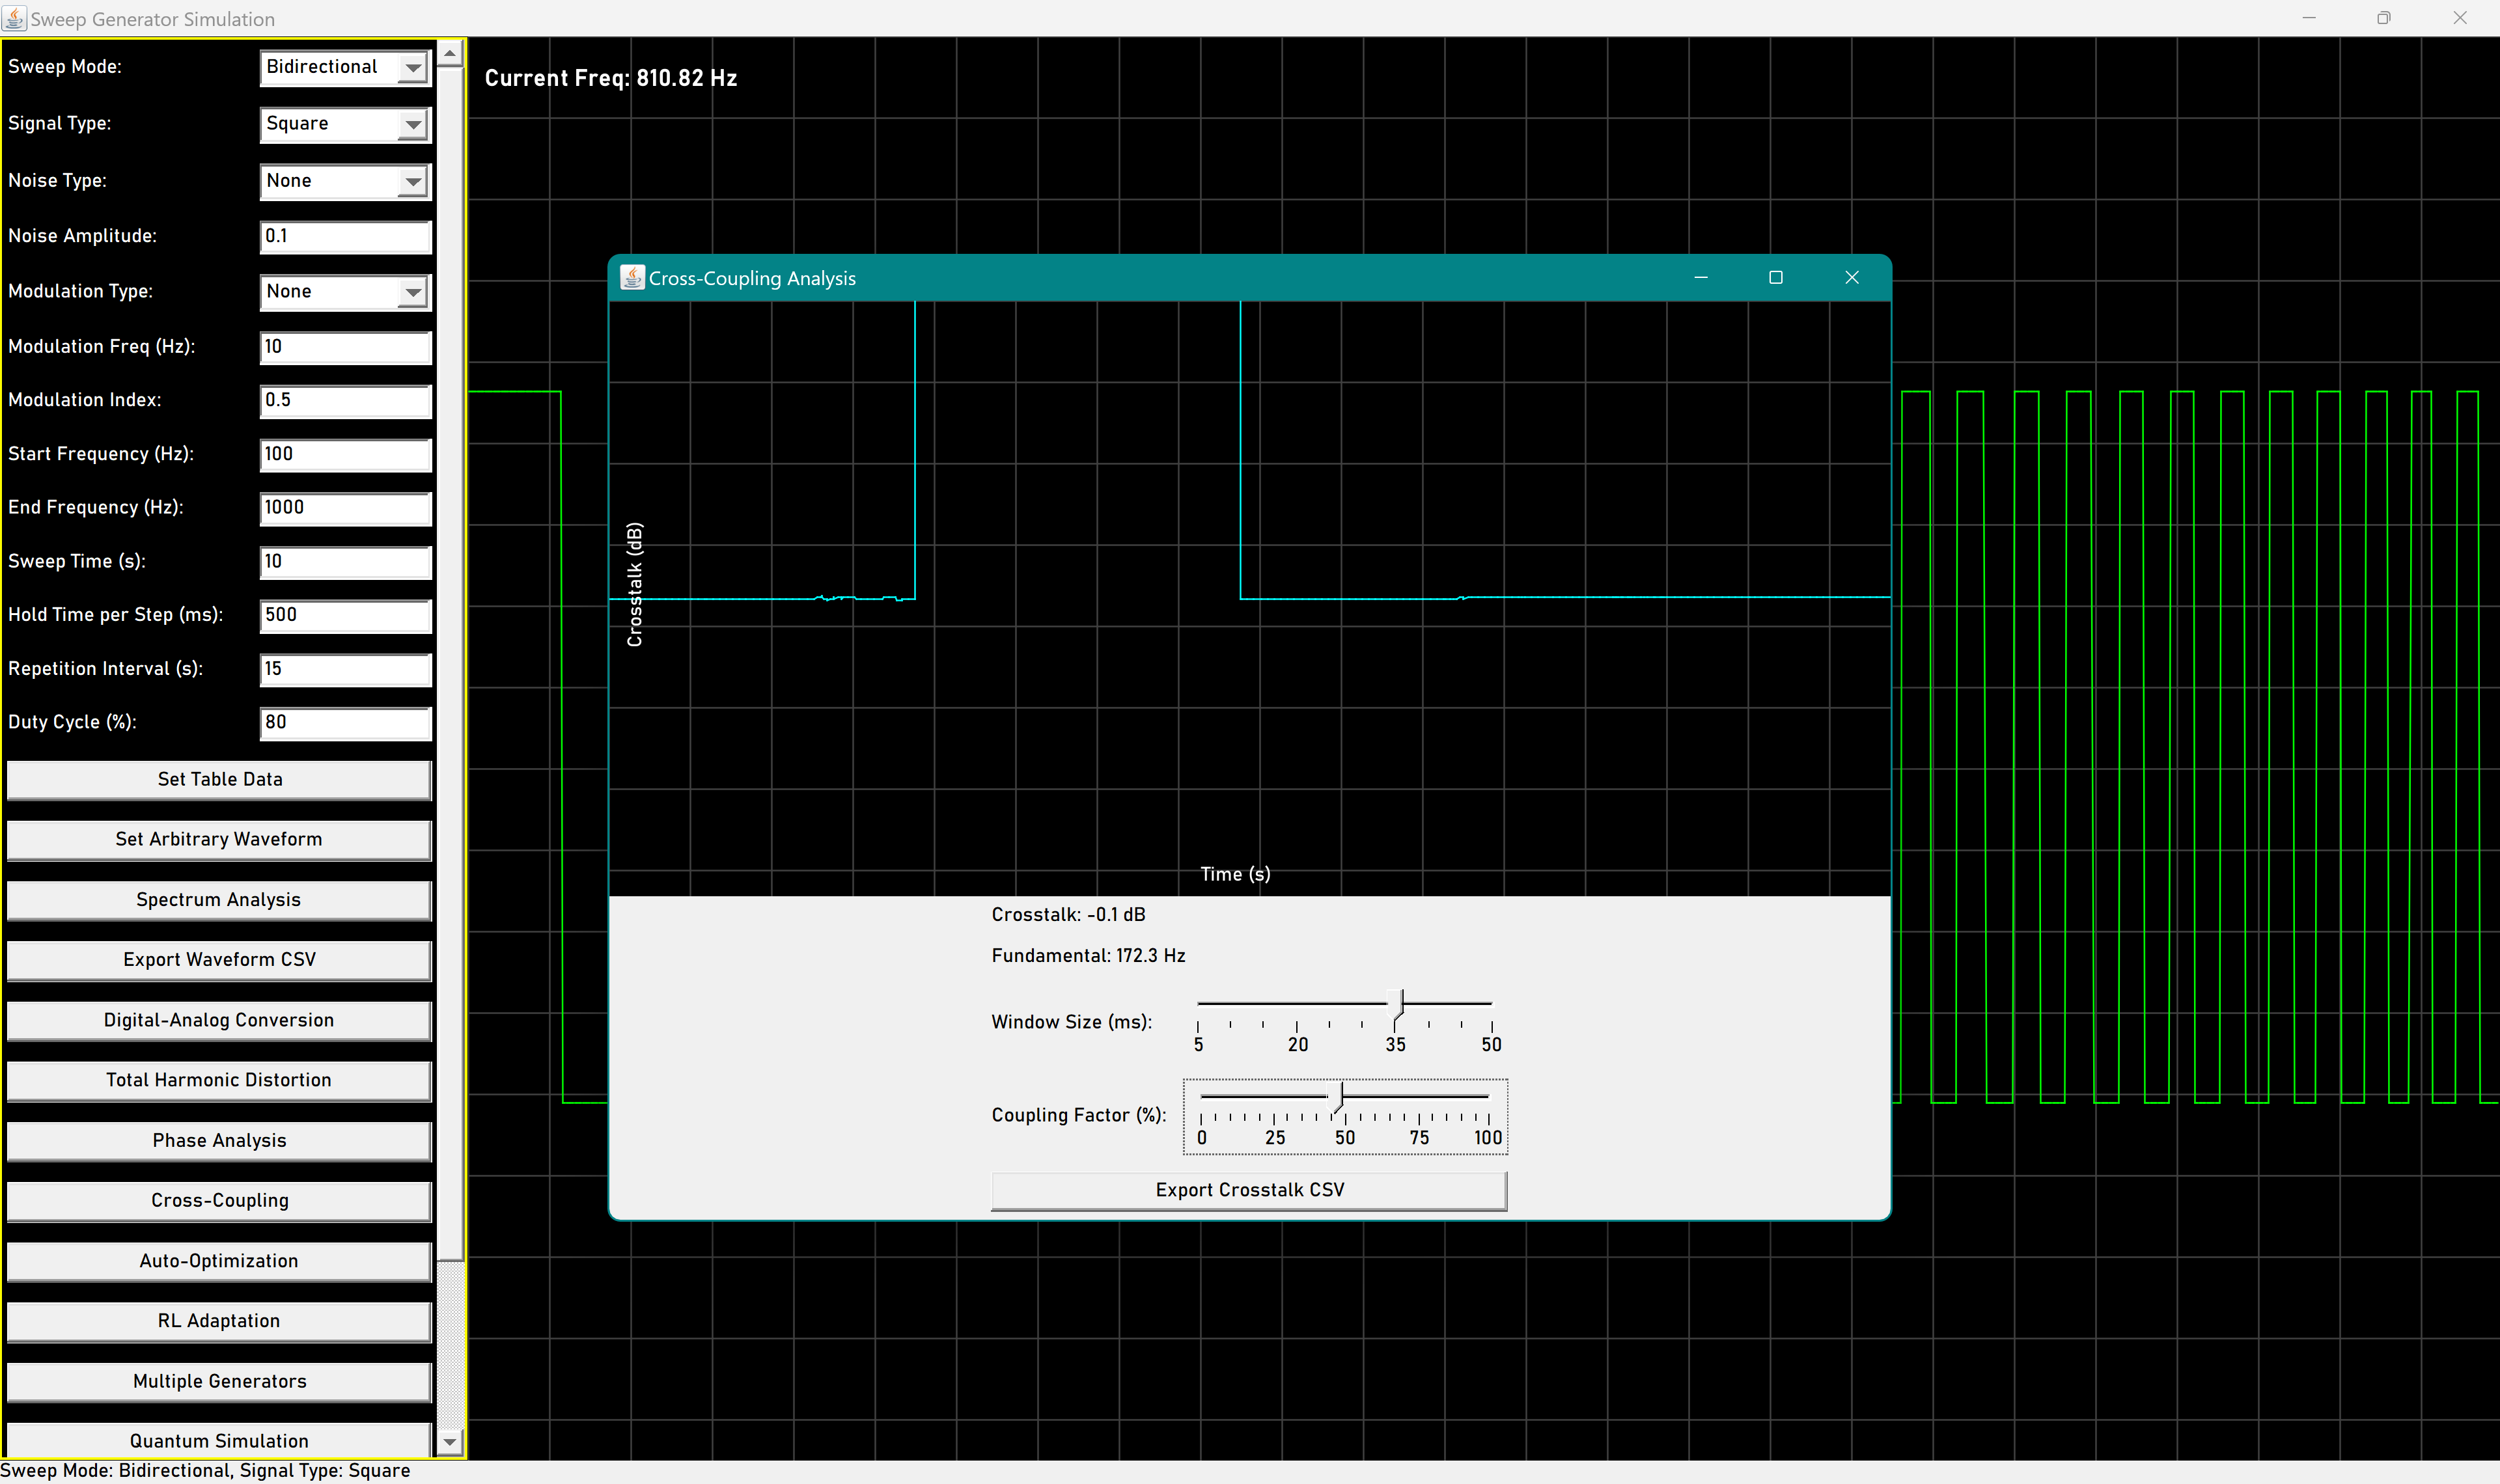 Sweep Generator Simulation
Sweep Mode: Bidirectional
Signal Type: Square
Noise Type: None
Noise Amplitude: 0.1
Modulation Type: None
Modulation Freq (Hz): 10
Modulation Index: 0.5
Start Frequency (Hz): 100
End Frequency (Hz): 1000
Sweep Time (s): 10
Hold Time per Step (ms): 500
Repetition Interval (s): 15
Duty Cycle (%): 80
Set Table Data
Set Arbitrary Waveform
Spectrum Analysis
Export Waveform CSV
Digital-Analog Conversion
Total Harmonic Distortion
Phase Analysis
Cross-Coupling
Auto-Optimization
RL Adaptation
Multiple Generators
Quantum Simulation
Current Freq: 810.82 Hz
Cross-Coupling Analysis
Crosstalk (dB)
Time (s)
Crosstalk: -0.1 dB
Fundamental: 172.3 Hz
Window Size (ms):
5 20 35 50
Coupling Factor (%):
0 25 50 75 100
Export Crosstalk CSV
Sweep Mode: Bidirectional, Signal Type: Square